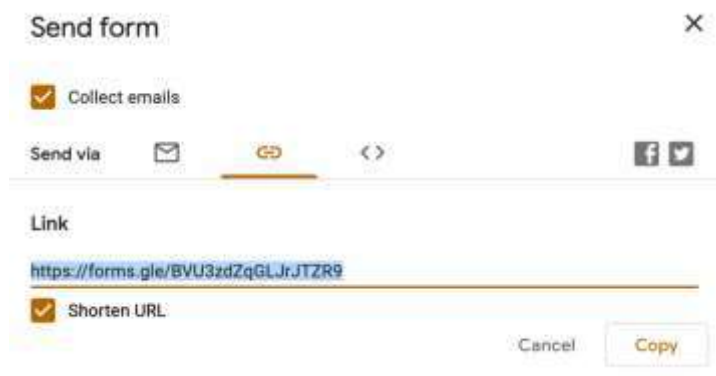 Send form
Collect emails
Send via
Link
https://forms.gle/BVU3zdZqGLJrJTZR9
Shorten URL
Cancel Copy